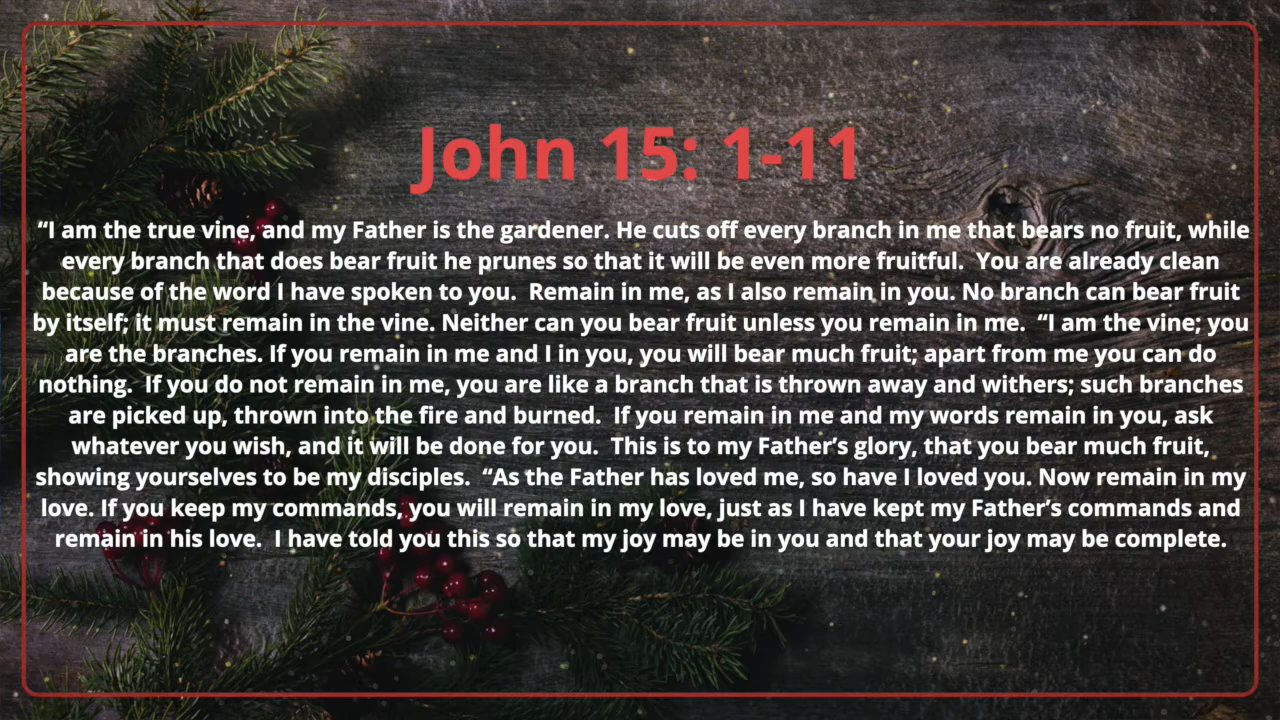 John 15: 1-11
“I am the true vine, and my Father is the gardener. He cuts off every branch in me that bears no fruit, while
every branch that does bear fruit he prunes so that it will be even more fruitful.  You are already clean
because of the word I have spoken to you.  Remain in me, as I also remain in you. No branch can bear fruit
by itself; it must remain in the vine. Neither can you bear fruit unless you remain in me.  “I am the vine; you
are the branches. If you remain in me and I in you, you will bear much fruit; apart from me you can do
nothing.  If you do not remain in me, you are like a branch that is thrown away and withers; such branches
are picked up, thrown into the fire and burned.  If you remain in me and my words remain in you, ask
whatever you wish, and it will be done for you.  This is to my Father’s glory, that you bear much fruit,
showing yourselves to be my disciples.  “As the Father has loved me, so have I loved you. Now remain in my
love. If you keep my commands, you will remain in my love, just as I have kept my Father’s commands and
remain in his love.  I have told you this so that my joy may be in you and that your joy may be complete.